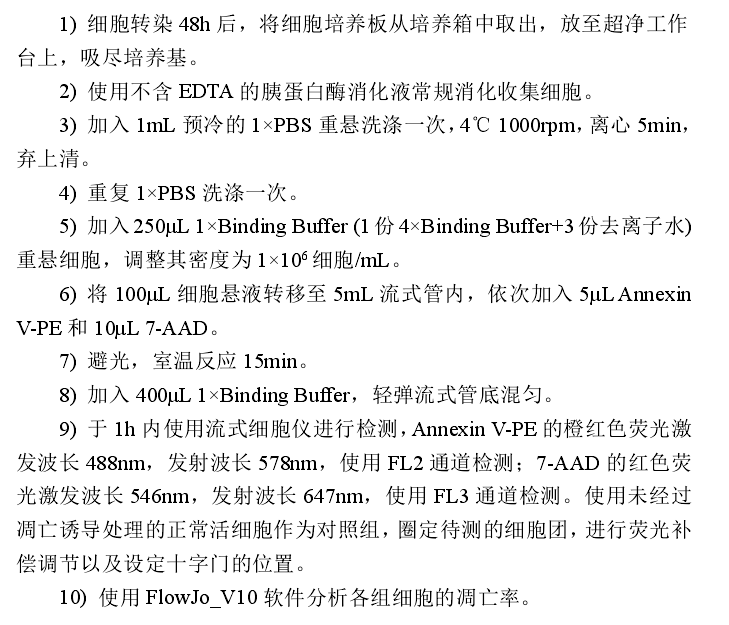 1) 细胞转染 48h 后，将细胞培养板从培养箱中取出，放至超净工作
台上，吸尽培养基。
2) 使用不含 EDTA 的胰蛋白酶消化液常规消化收集细胞。
3) 加入 1mL 预冷的 1×PBS 重悬洗涤一次，4℃ 1000rpm，离心 5min，
弃上清。
4) 重复 1×PBS 洗涤一次。
5) 加入 250μL 1×Binding Buffer (1 份 4×Binding Buffer+3 份去离子水)
重悬细胞，调整其密度为 1×10⁶ 细胞/mL。
6) 将 100μL 细胞悬液转移至 5mL 流式管内，依次加入 5μL Annexin
V-PE 和 10μL 7-AAD。
7) 避光，室温反应 15min。
8) 加入 400μL 1×Binding Buffer，轻弹流式管底混匀。
9) 于 1h 内使用流式细胞仪进行检测，Annexin V-PE 的橙红色荧光激
发波长 488nm，发射波长 578nm，使用 FL2 通道检测；7-AAD 的红色荧
光激发波长 546nm，发射波长 647nm，使用 FL3 通道检测。使用未经过
凋亡诱导处理的正常活细胞作为对照组，圈定待测的细胞团，进行荧光补
偿调节以及设定十字门的位置。
10) 使用 FlowJo_V10 软件分析各组细胞的凋亡率。